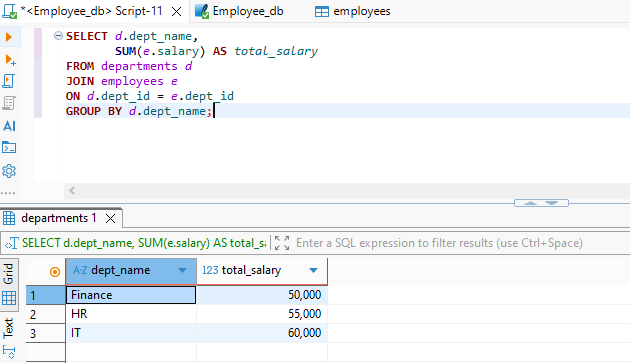 *<Employee_db> Script-11 Employee_db employees
SELECT d.dept_name,
SUM(e.salary) AS total_salary
FROM departments d
JOIN employees e
ON d.dept_id = e.dept_id
GROUP BY d.dept_name;
AI
departments 1
SELECT d.dept_name, SUM(e.salary) AS total_sa Enter a SQL expression to filter results (use Ctrl+Space)
Grid
Text
A-Z dept_name 123 total_salary
1 Finance 50,000
2 HR 55,000
3 IT 60,000